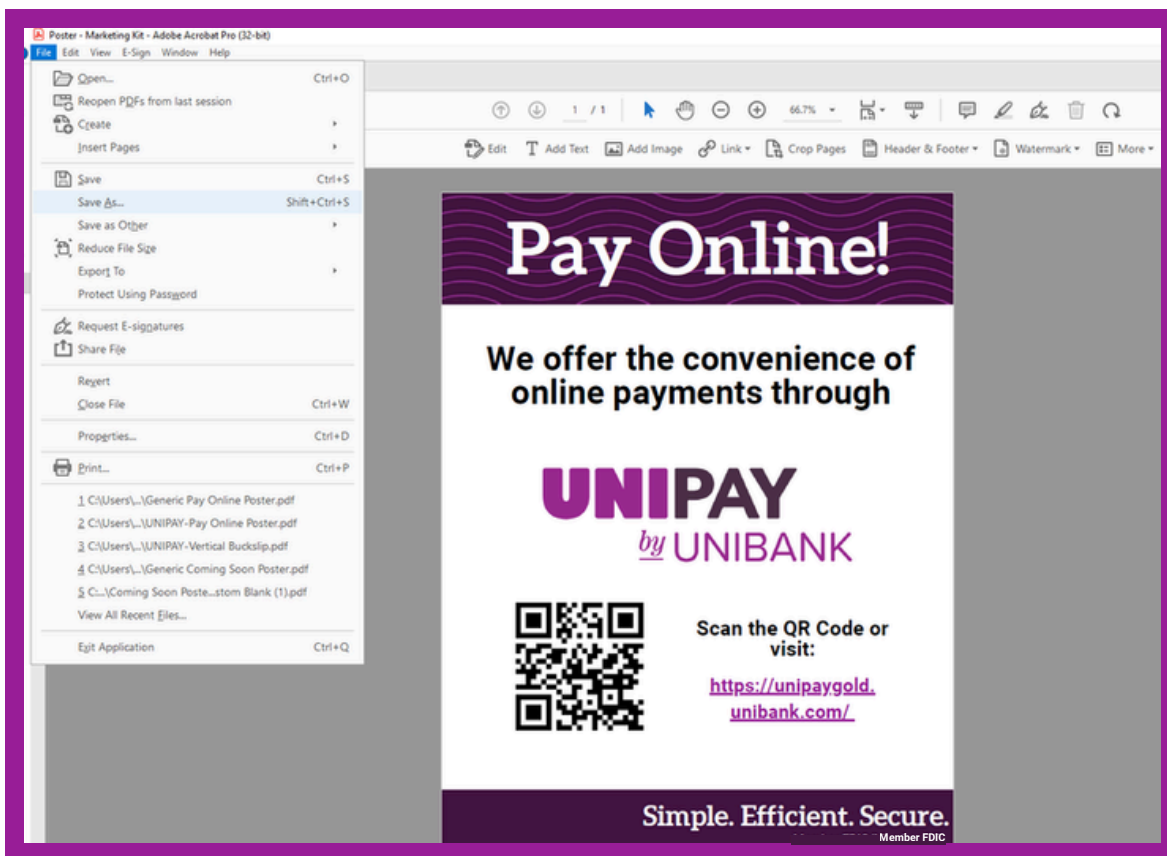 Poster - Marketing Kit - Adobe Acrobat Pro (32-bit)
File Edit View E-Sign Window Help
Open... Ctrl+O
Reopen PDFs from last session
Create
Insert Pages
Save Ctrl+S
Save As... Shift+Ctrl+S
Save as Other
Reduce File Size
Export To
Protect Using Password
Request E-signatures
Share File
Revert
Close File Ctrl+W
Properties... Ctrl+D
Print... Ctrl+P
1 C:\Users\...\Generic Pay Online Poster.pdf
2 C:\Users\...\UNIPAY-Pay Online Poster.pdf
3 C:\Users\...\UNIPAY-Vertical Buckslip.pdf
4 C:\Users\...\Generic Coming Soon Poster.pdf
5 C:...\Coming Soon Poste...stom Blank (1).pdf
View All Recent Files...
Exit Application Ctrl+Q
1 / 1 66.7%
Edit Add Text Add Image Link Crop Pages Header & Footer Watermark More
Pay Online!
We offer the convenience of
online payments through
UNIPAY
by UNIBANK
Scan the QR Code or
visit:
https://unipaygold.
unibank.com/
Simple. Efficient. Secure.
Member FDIC